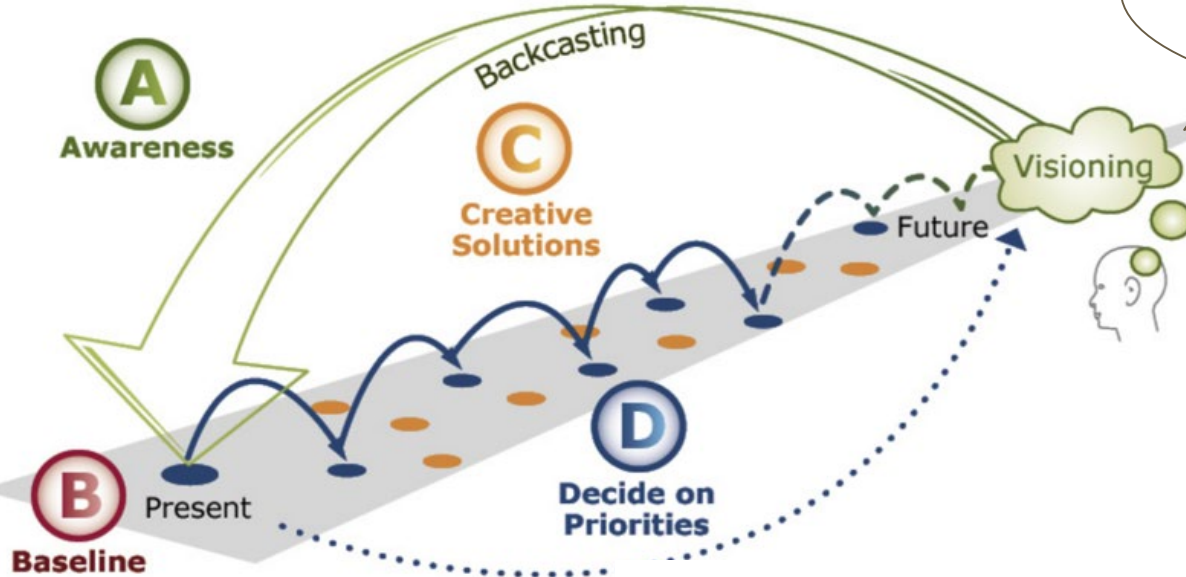 A
Awareness
Backcasting
C
Creative
Solutions
Visioning
Future
D
Decide on
Priorities
B
Present
Baseline